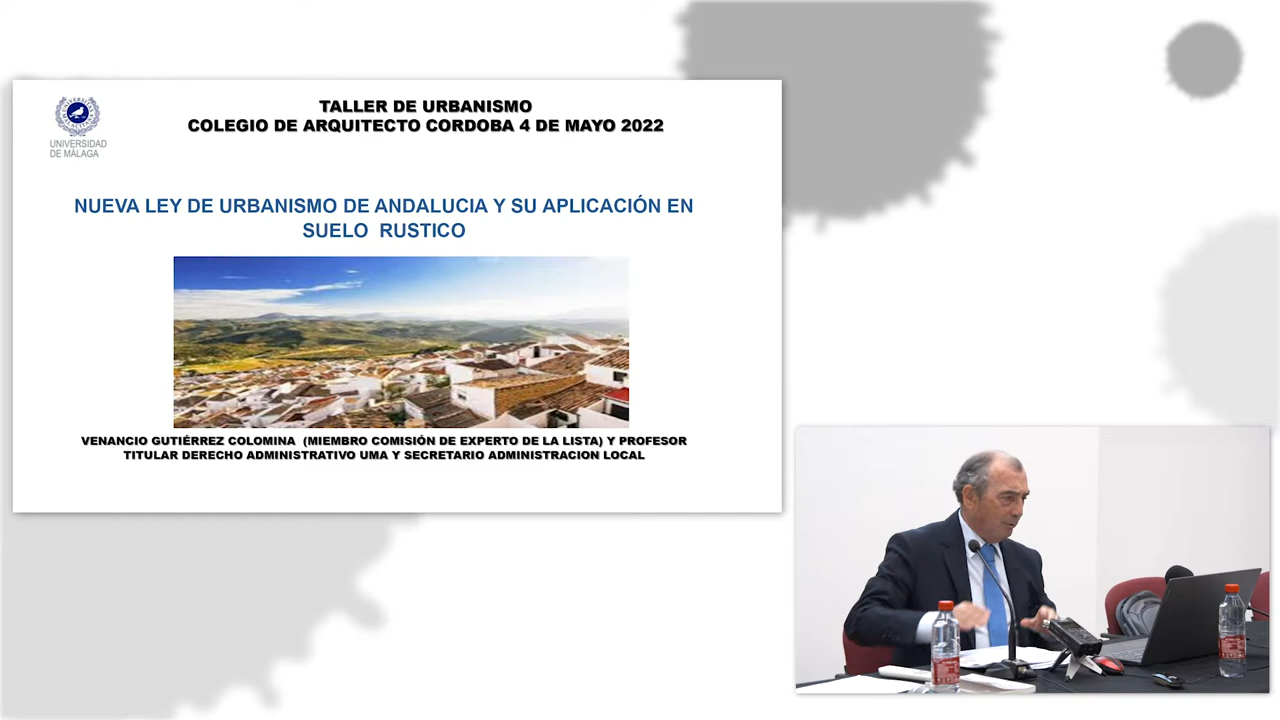 TALLER DE URBANISMO
COLEGIO DE ARQUITECTO CORDOBA 4 DE MAYO 2022
UNIVERSIDAD
DE MÁLAGA
NUEVA LEY DE URBANISMO DE ANDALUCIA Y SU APLICACIÓN EN
SUELO RUSTICO
VENANCIO GUTIÉRREZ COLOMINA (MIEMBRO COMISIÓN DE EXPERTO DE LA LISTA) Y PROFESOR
TITULAR DERECHO ADMINISTRATIVO UMA Y SECRETARIO ADMINISTRACION LOCAL